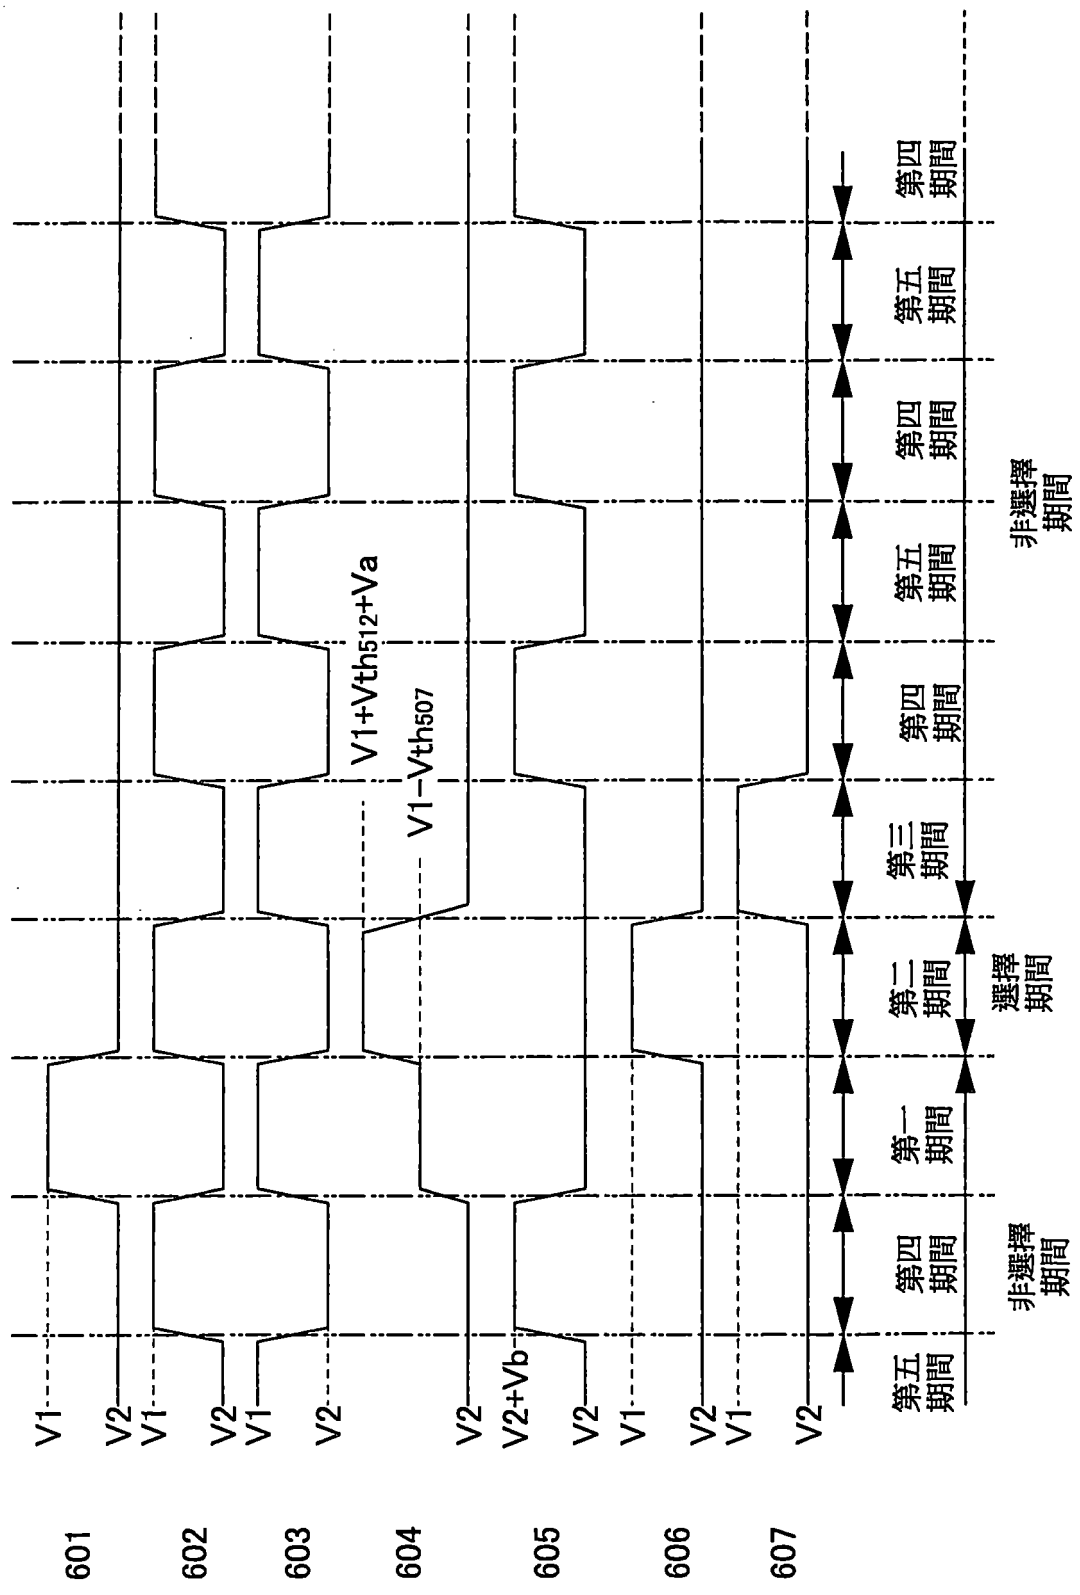 601
V1
V2
602
V1
V2
603
V1
V2
604
V1+Vth512+Va
V1-Vth507
V2
605
V2+Vb
V2
606
V1
V2
607
V1
V2
第五
期間
第四
期間
第一
期間
第二
期間
第三
期間
第四
期間
第五
期間
第四
期間
第五
期間
第四
期間
非選擇
期間
選擇
期間
非選擇
期間